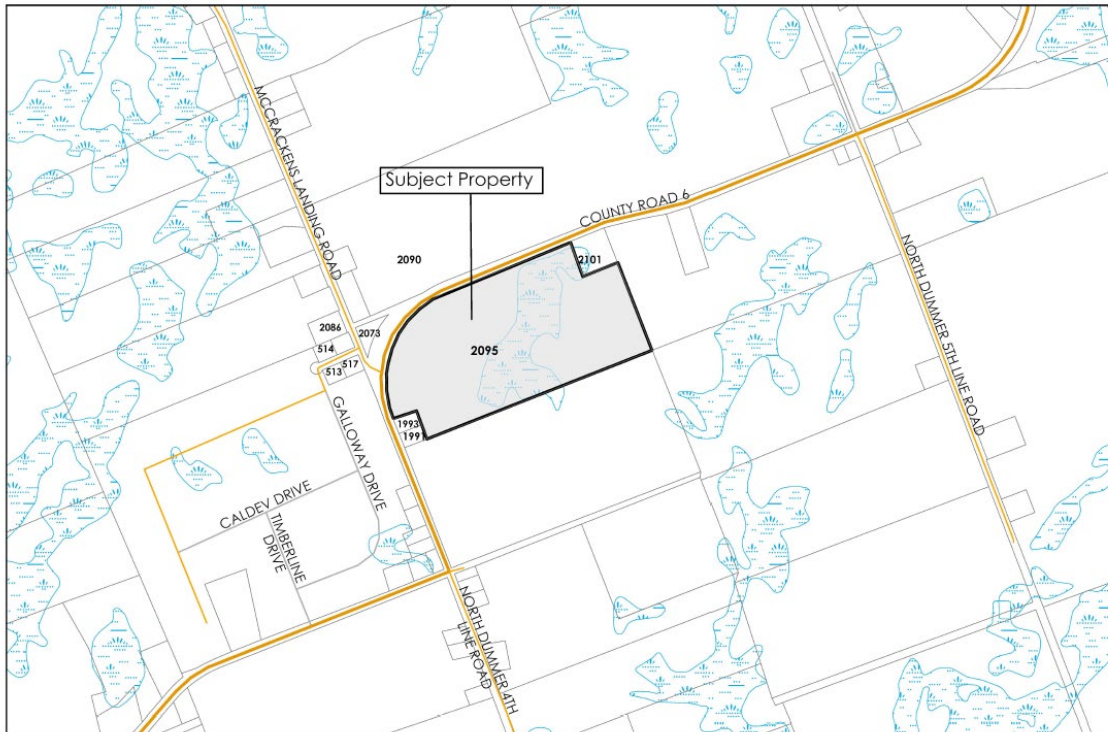 MCCRACKENS LANDING ROAD
Subject Property
COUNTY ROAD 6
2090
2101
NORTH DUMMER 5TH LINE ROAD
2086
2073
514
517
513
2095
1993
1991
GALLOWAY DRIVE
CALDEV DRIVE
TIMBERLINE
DRIVE
NORTH DUMMER 4TH
LINE ROAD